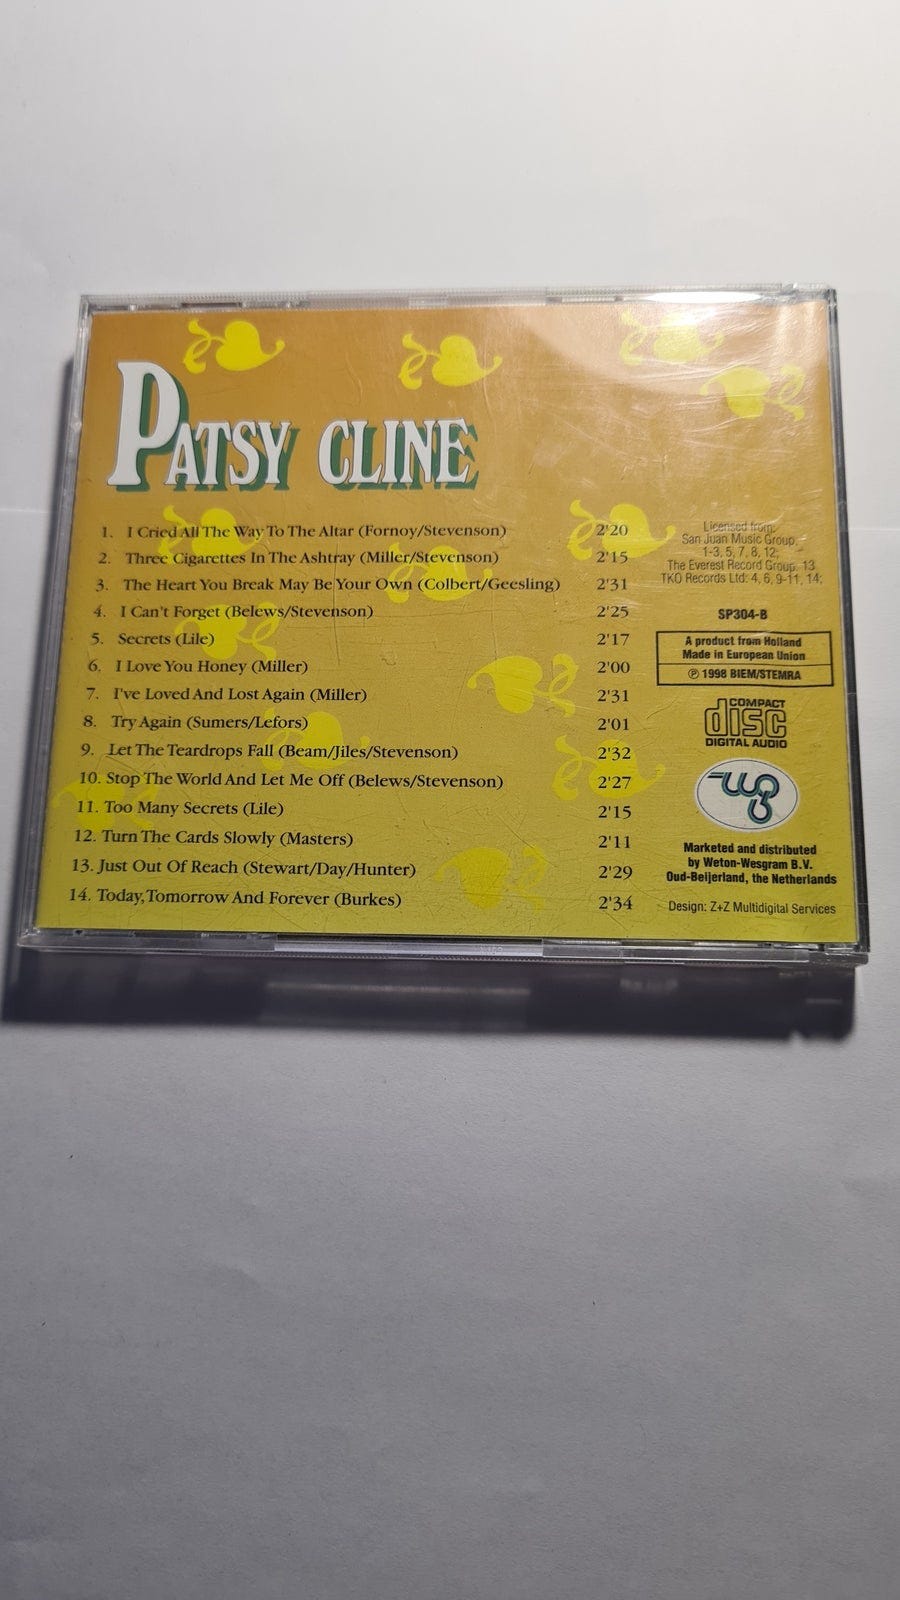 PATSY CLINE
1. I Cried All The Way To The Altar (Fornoy/Stevenson) 2'20
2. Three Cigarettes In The Ashtray (Miller/Stevenson) 2'15
3. The Heart You Break May Be Your Own (Colbert/Geesling) 2'31
4. I Can't Forget (Belews/Stevenson) 2'25
5. Secrets (Lile) 2'17
6. I Love You Honey (Miller) 2'00
7. I've Loved And Lost Again (Miller) 2'31
8. Try Again (Sumers/Lefors) 2'01
9. Let The Teardrops Fall (Beam/Jiles/Stevenson) 2'32
10. Stop The World And Let Me Off (Belews/Stevenson) 2'27
11. Too Many Secrets (Lile) 2'15
12. Turn The Cards Slowly (Masters) 2'11
13. Just Out Of Reach (Stewart/Day/Hunter) 2'29
14. Today, Tomorrow And Forever (Burkes) 2'34
Licensed from:
San Juan Music Group,
1-3, 5, 7, 8, 12;
The Everest Record Group, 13
TKO Records Ltd: 4, 6, 9-11, 14;
SP304-B
A product from Holland
Made in European Union
℗ 1998 BIEM/STEMRA
COMPACT
disc
DIGITAL AUDIO
Marketed and distributed
by Weton-Wesgram B.V.
Oud-Beijerland, the Netherlands
Design: Z+Z Multidigital Services